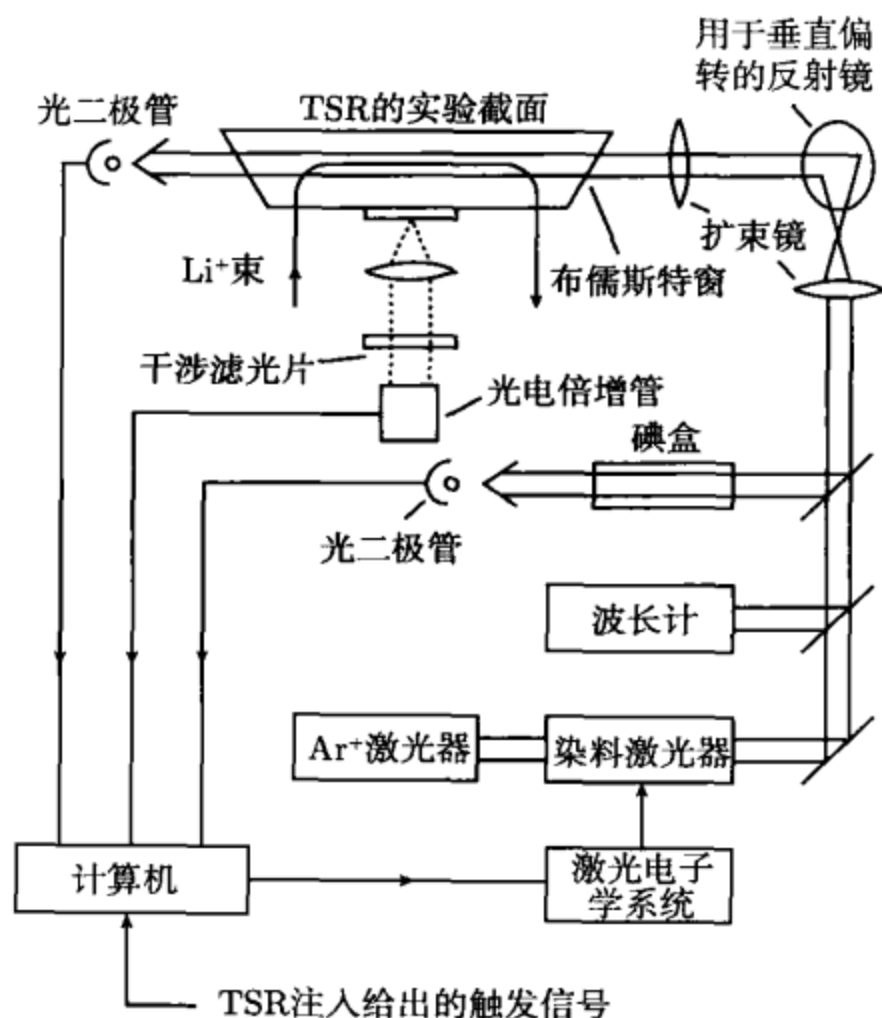 用于垂直偏
转的反射镜
光二极管
TSR的实验截面
扩束镜
Li⁺束
布儒斯特窗
干涉滤光片
光电倍增管
碘盒
光二极管
波长计
Ar⁺激光器
染料激光器
计算机
激光电子
学系统
TSR注入给出的触发信号